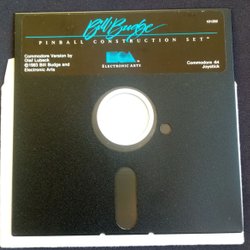 Bill Budge
PINBALL CONSTRUCTION SET
Commodore Version by
Glad Lubeck
©1983 Bill Budge and
Electronic Arts
ELECTRONIC ARTS
Commodore 64
Joystick